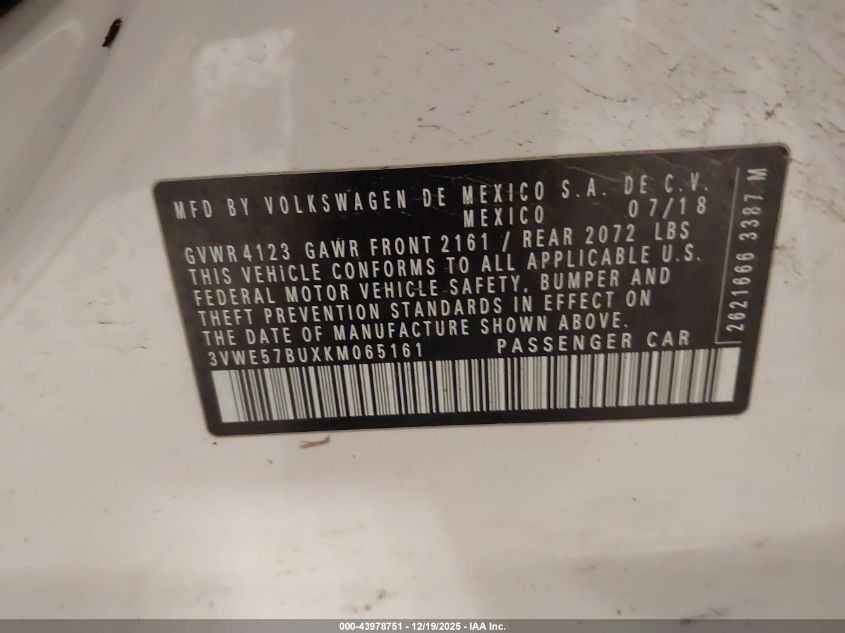 MFD BY VOLKSWAGEN DE MEXICO S.A. DE C.V.
MEXICO 07/18
GVWR 4123 GAWR FRONT 2161 / REAR 2072 LBS
THIS VEHICLE CONFORMS TO ALL APPLICABLE U.S.
FEDERAL MOTOR VEHICLE SAFETY, BUMPER AND
THEFT PREVENTION STANDARDS IN EFFECT ON
THE DATE OF MANUFACTURE SHOWN ABOVE.
3VWE57BUXKM065161 PASSENGER CAR
2621666 3387 M
000-43978751 - 12/19/2025 - IAA Inc.